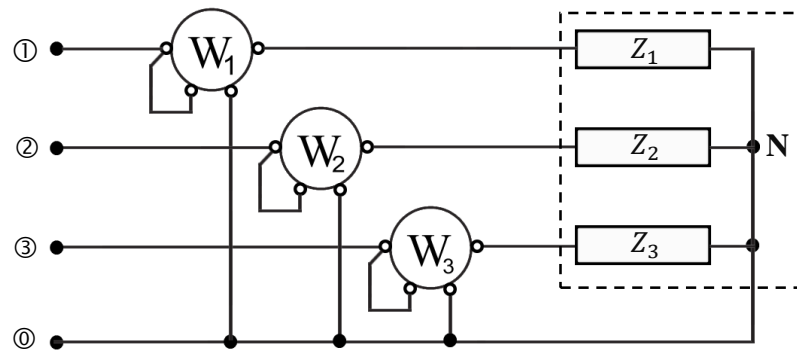 ① W₁ Z₁
② W₂ Z₂ N
③ W₃ Z₃
⓪